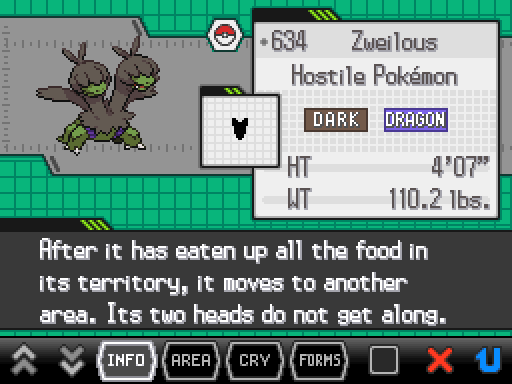 634 Zweilous
Hostile Pokémon
DARK DRAGON
HT 4'07"
WT 110.2 lbs.
After it has eaten up all the food in
its territory, it moves to another
area. Its two heads do not get along.
INFO AREA CRY FORMS